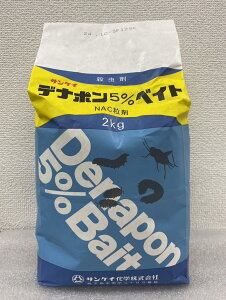 殺虫剤
サンケイ
デナポン5%ベイト
NAC粒剤
2kg
Denapon
5% Bait
サンケイ化学株式会社